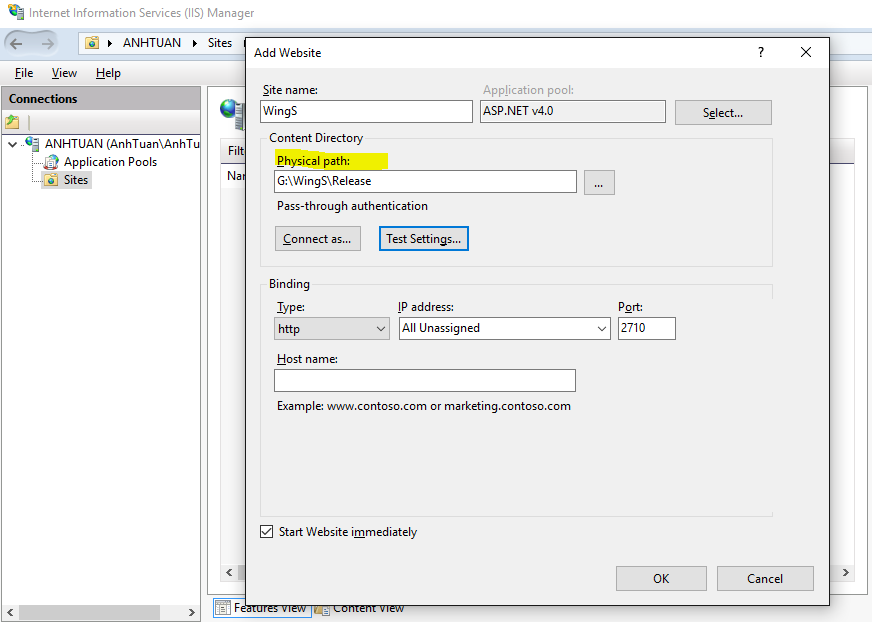 Internet Information Services (IIS) Manager
ANHTUAN
Sites
File View Help
Connections
ANHTUAN (AnhTuan\AnhTu
Application Pools
Sites
Filt
Nar
Add Website
?
Site name:
Application pool:
WingS
ASP.NET v4.0
Select...
Content Directory
Physical path:
G:\WingS\Release
...
Pass-through authentication
Connect as...
Test Settings...
Binding
Type:
IP address:
Port:
http
All Unassigned
2710
Host name:
Example: www.contoso.com or marketing.contoso.com
Start Website immediately
OK
Cancel
Features View
Content View